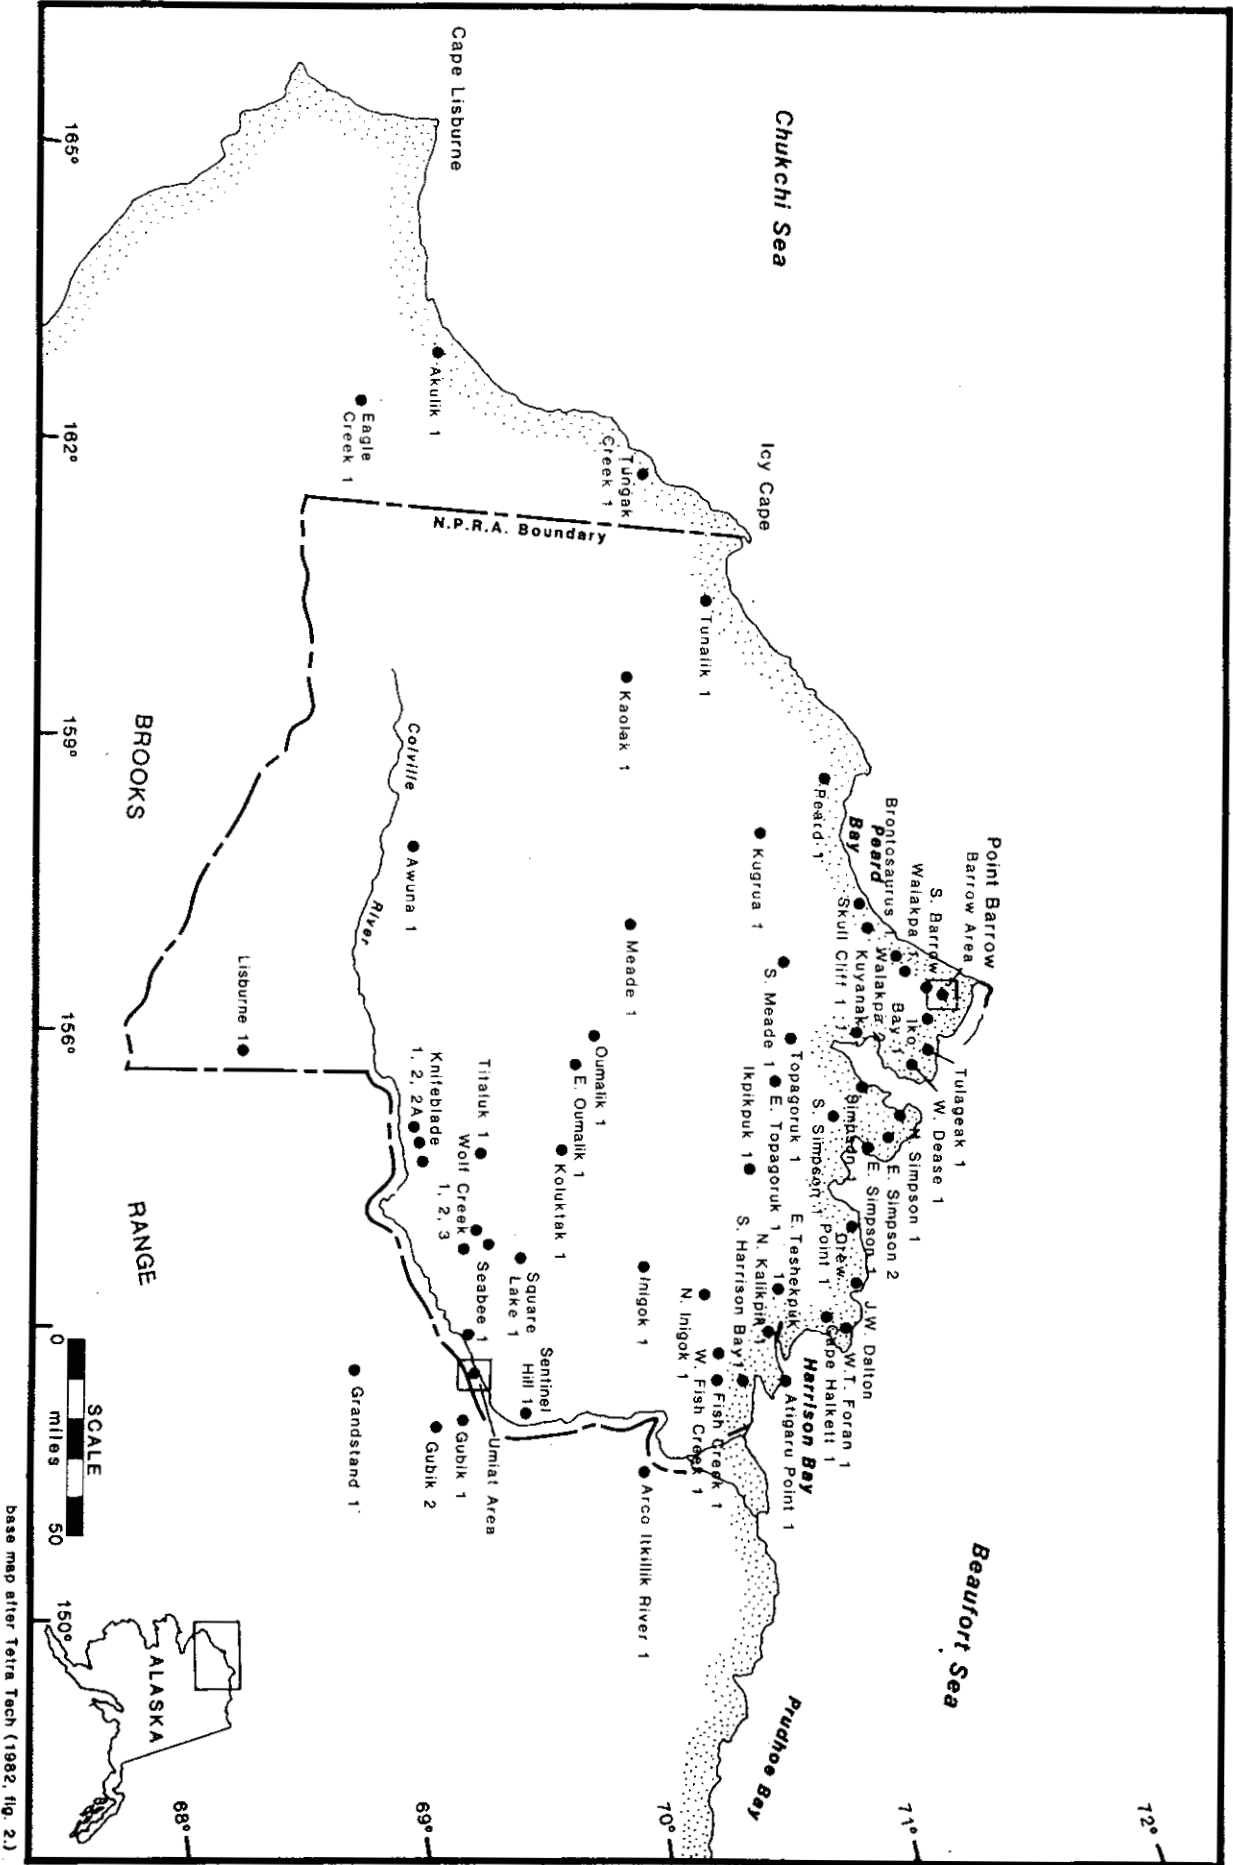 Cape Lisburne
Chukchi Sea
Icy Cape
Point Barrow
Barrow Area
S. Barrow
Walakpa 1
Brontosaurus 1
Peard
Bay
Skull Cliff 1
Kuyanak 1
Walakpa 2
Iko
Bay 1
Tulageak 1
W. Dease 1
N. Simpson 1
E. Simpson 2
E. Simpson 1
Simpson 1
S. Simpson 1
Drew
Point 1
J.W. Dalton
W.T. Foran 1
Cape Halkett 1
Harrison Bay
Atigaru Point 1
Beaufort Sea
Prudhoe Bay
Akulik 1
Eagle
Creek 1
Tungak
Creek 1
N.P.R.A. Boundary
Tunalik 1
Kaolak 1
Peard 1
Kugrua 1
Meade 1
S. Meade 1
Topagoruk 1
E. Topagoruk 1
Ikpikpuk 1
E. Teshekpuk
1
N. Kalikpik 1
S. Harrison Bay 1
Fish Creek 1
W. Fish Creek 1
N. Inigok 1
Inigok 1
Arco Itkillik River 1
Oumalik 1
E. Oumalik 1
Koluktak 1
Colville
River
Awuna 1
Lisburne 1
Knifeblade
1, 2, 2A
Titaluk 1
Wolf Creek
1, 2, 3
Square
Lake 1
Seabee 1
Sentinel
Hill 1
Umiat Area
Gubik 1
Gubik 2
Grandstand 1
BROOKS
RANGE
165°
162°
159°
156°
150°
68°
69°
70°
71°
72°
SCALE
0 50
miles
ALASKA
base map after Tetra Tech (1982, fig. 2.)